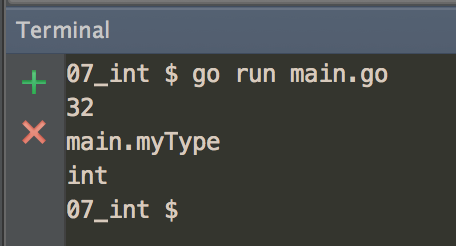 Terminal
07_int $ go run main.go
32
main.myType
int
07_int $